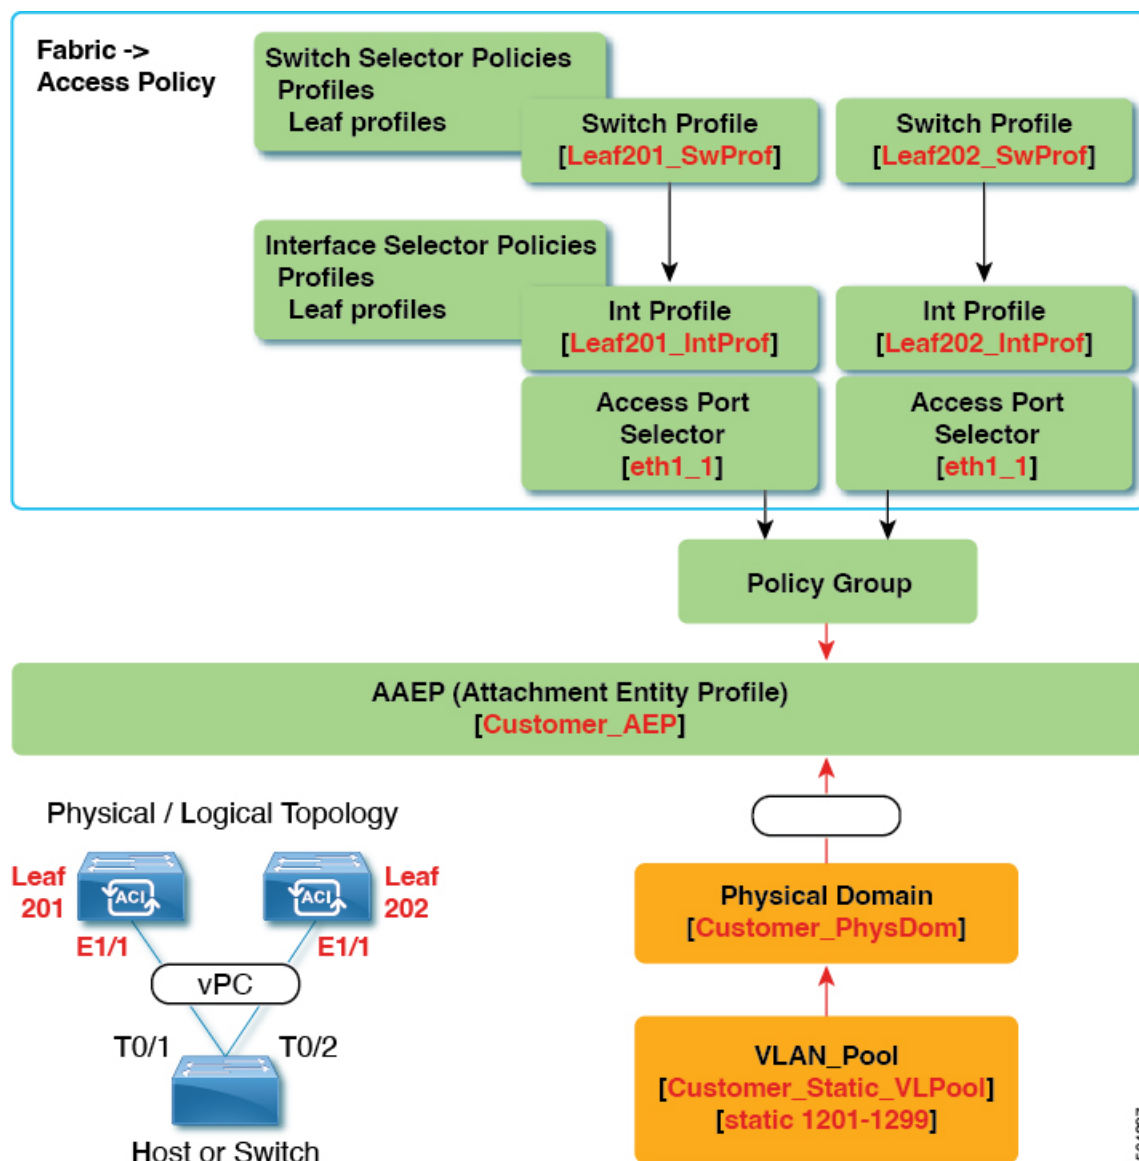 Fabric ->
Access Policy
Switch Selector Policies
Profiles
Leaf profiles
Switch Profile
[Leaf201_SwProf]
Switch Profile
[Leaf202_SwProf]
Interface Selector Policies
Profiles
Leaf profiles
Int Profile
[Leaf201_IntProf]
Int Profile
[Leaf202_IntProf]
Access Port
Selector
[eth1_1]
Access Port
Selector
[eth1_1]
Policy Group
AAEP (Attachment Entity Profile)
[Customer_AEP]
Physical / Logical Topology
Leaf
201
ACI
ACI
Leaf
202
E1/1
E1/1
vPC
T0/1
T0/2
Host or Switch
Physical Domain
[Customer_PhysDom]
VLAN_Pool
[Customer_Static_VLPool]
[static 1201-1299]